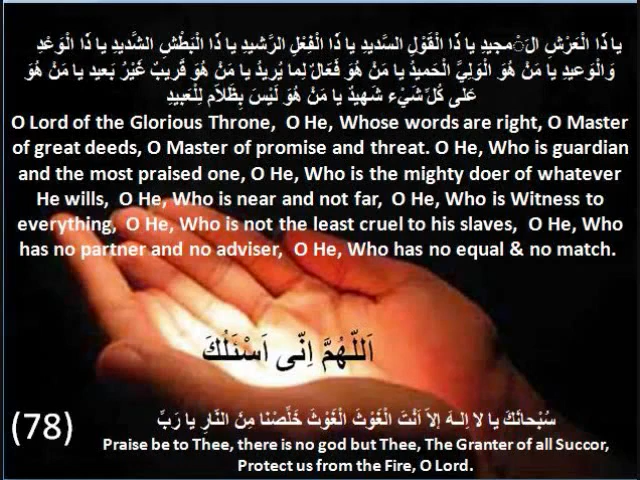 يا ذَا الْعَرْشِ الَْمجيدِ يا ذَا الْقَوْلِ السَّديدِ يا ذَا الْفِعْلِ الرَّشيدِ يا ذَا الْبَطْشِ الشَّديدِ يا ذَا الْوَعْدِ
وَالْوَعيدِ يا مَنْ هُوَ الْوَلِيُّ الْحَميدُ يا مَنْ هُوَ فَعّالٌ لِما يُريدُ يا مَنْ هُوَ قَريبٌ غَيْرُ بَعيد يا مَنْ هُوَ
عَلى كُلِّ شَيْء شَهيدٌ يا مَنْ هُوَ لَيْسَ بِظَلاّم لِلْعَبيدِ
O Lord of the Glorious Throne, O He, Whose words are right, O Master
of great deeds, O Master of promise and threat. O He, Who is guardian
and the most praised one, O He, Who is the mighty doer of whatever
He wills, O He, Who is near and not far, O He, Who is Witness to
everything, O He, Who is not the least cruel to his slaves, O He, Who
has no partner and no adviser, O He, Who has no equal & no match.
اَللّهُمَّ اِنّى اَسْئَلُكَ
سُبْحانَكَ يا لا اِلـهَ إلاّ اَنْتَ الْغَوْثَ الْغَوْثَ خَلِّصْنا مِنَ النّارِ يا رَبِّ
(78)
Praise be to Thee, there is no god but Thee, The Granter of all Succor,
Protect us from the Fire, O Lord.